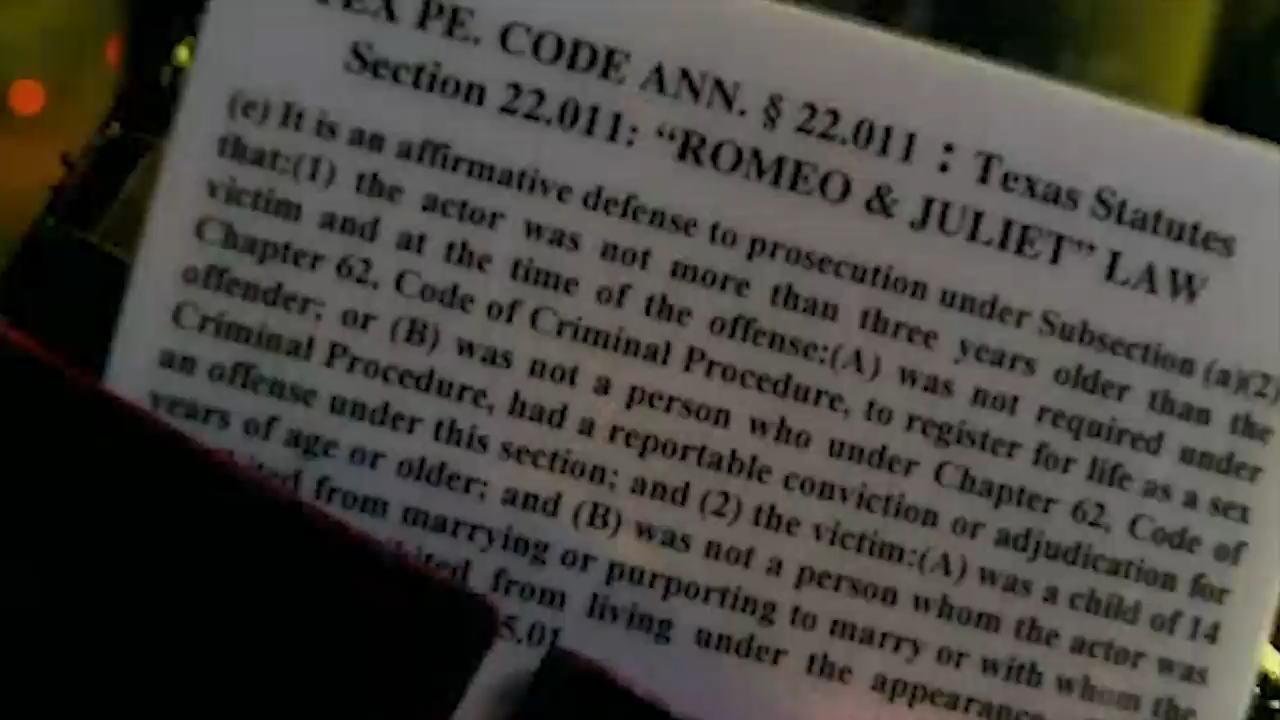 TEX PE. CODE ANN. § 22.011 : Texas Statutes
Section 22.011: “ROMEO & JULIET” LAW
(e) It is an affirmative defense to prosecution under Subsection (a)(2)
that:(1) the actor was not more than three years older than the
victim and at the time of the offense:(A) was not required under
Chapter 62, Code of Criminal Procedure, to register for life as a sex
offender; or (B) was not a person who under Chapter 62, Code of
Criminal Procedure, had a reportable conviction or adjudication for
an offense under this section; and (2) the victim:(A) was a child of 14
years of age or older; and (B) was not a person whom the actor was
from marrying or purporting to marry or with whom the
from living under the appearance
5.01